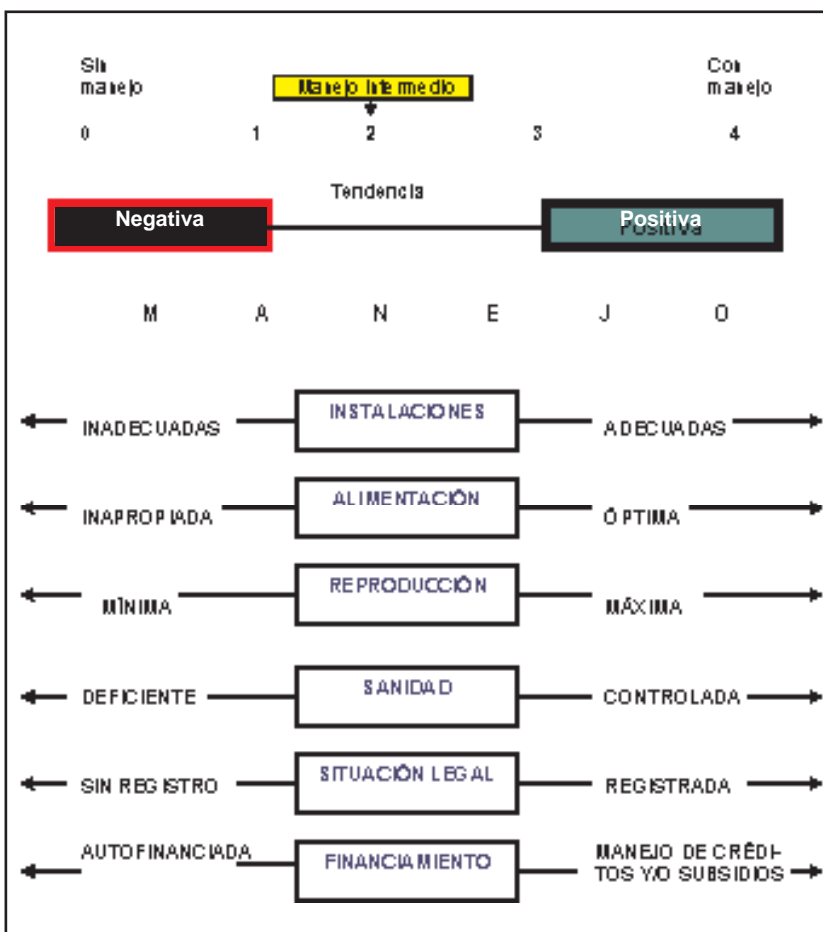 Sin Con
manejo Manejo Intermedio manejo
0 1 2 3 4
Tendencia
Negativa Positiva
M A N E J O
INADECUADAS INSTALACIONES ADECUADAS
INAPROPIADA ALIMENTACIÓN ÓPTIMA
MÍNIMA REPRODUCCIÓN MÁXIMA
DEFICIENTE SANIDAD CONTROLADA
SIN REGISTRO SITUACIÓN LEGAL REGISTRADA
AUTOFINANCIADA FINANCIAMIENTO MANEJO DE CRÉDI-
TOS Y/O SUBSIDIOS